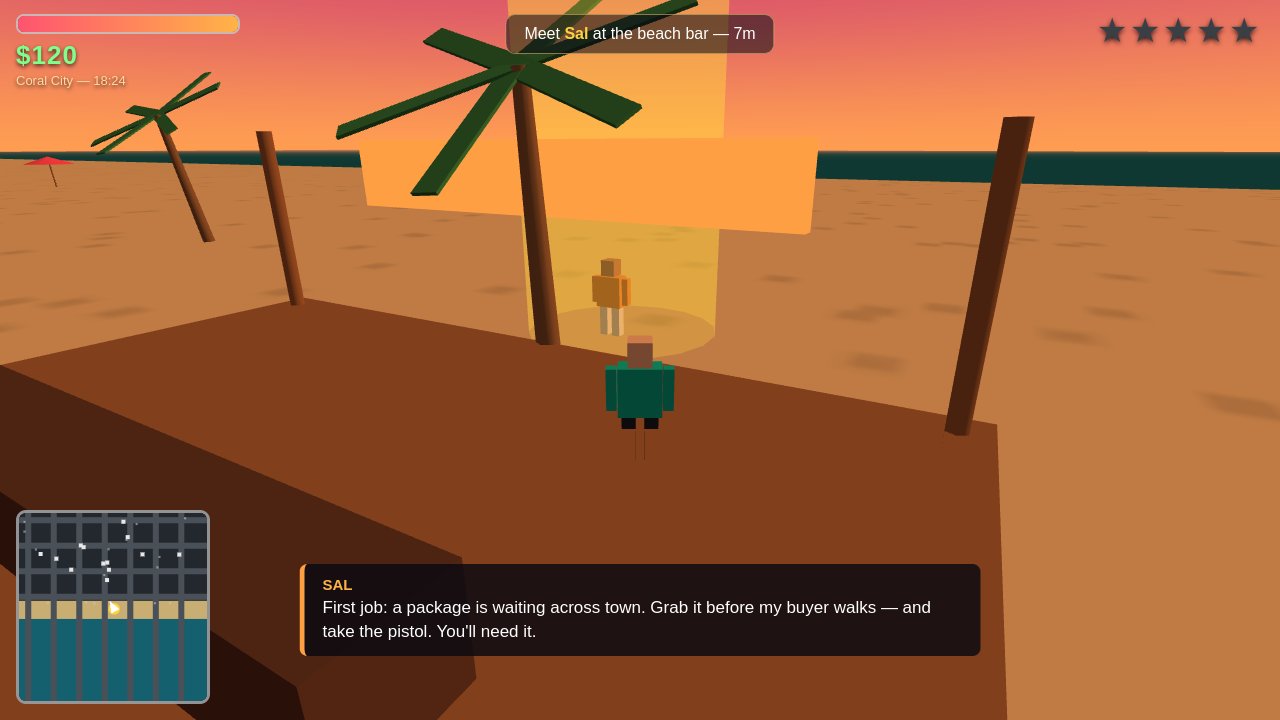 Meet Sal at the beach bar — 7m
$120
Coral City — 18:24
SAL
First job: a package is waiting across town. Grab it before my buyer walks — and
take the pistol. You'll need it.